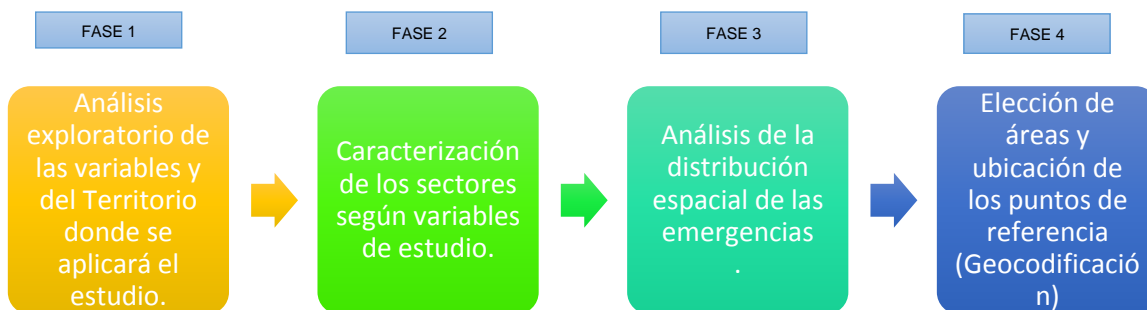 FASE 1
FASE 2
FASE 3
FASE 4
Análisis
exploratorio de
las variables y
del Territorio
donde se
aplicará el
estudio.
Caracterización
de los sectores
según variables
de estudio.
Análisis de la
distribución
espacial de las
emergencias
.
Elección de
áreas y
ubicación de
los puntos de
referencia
(Geocodificació
n)